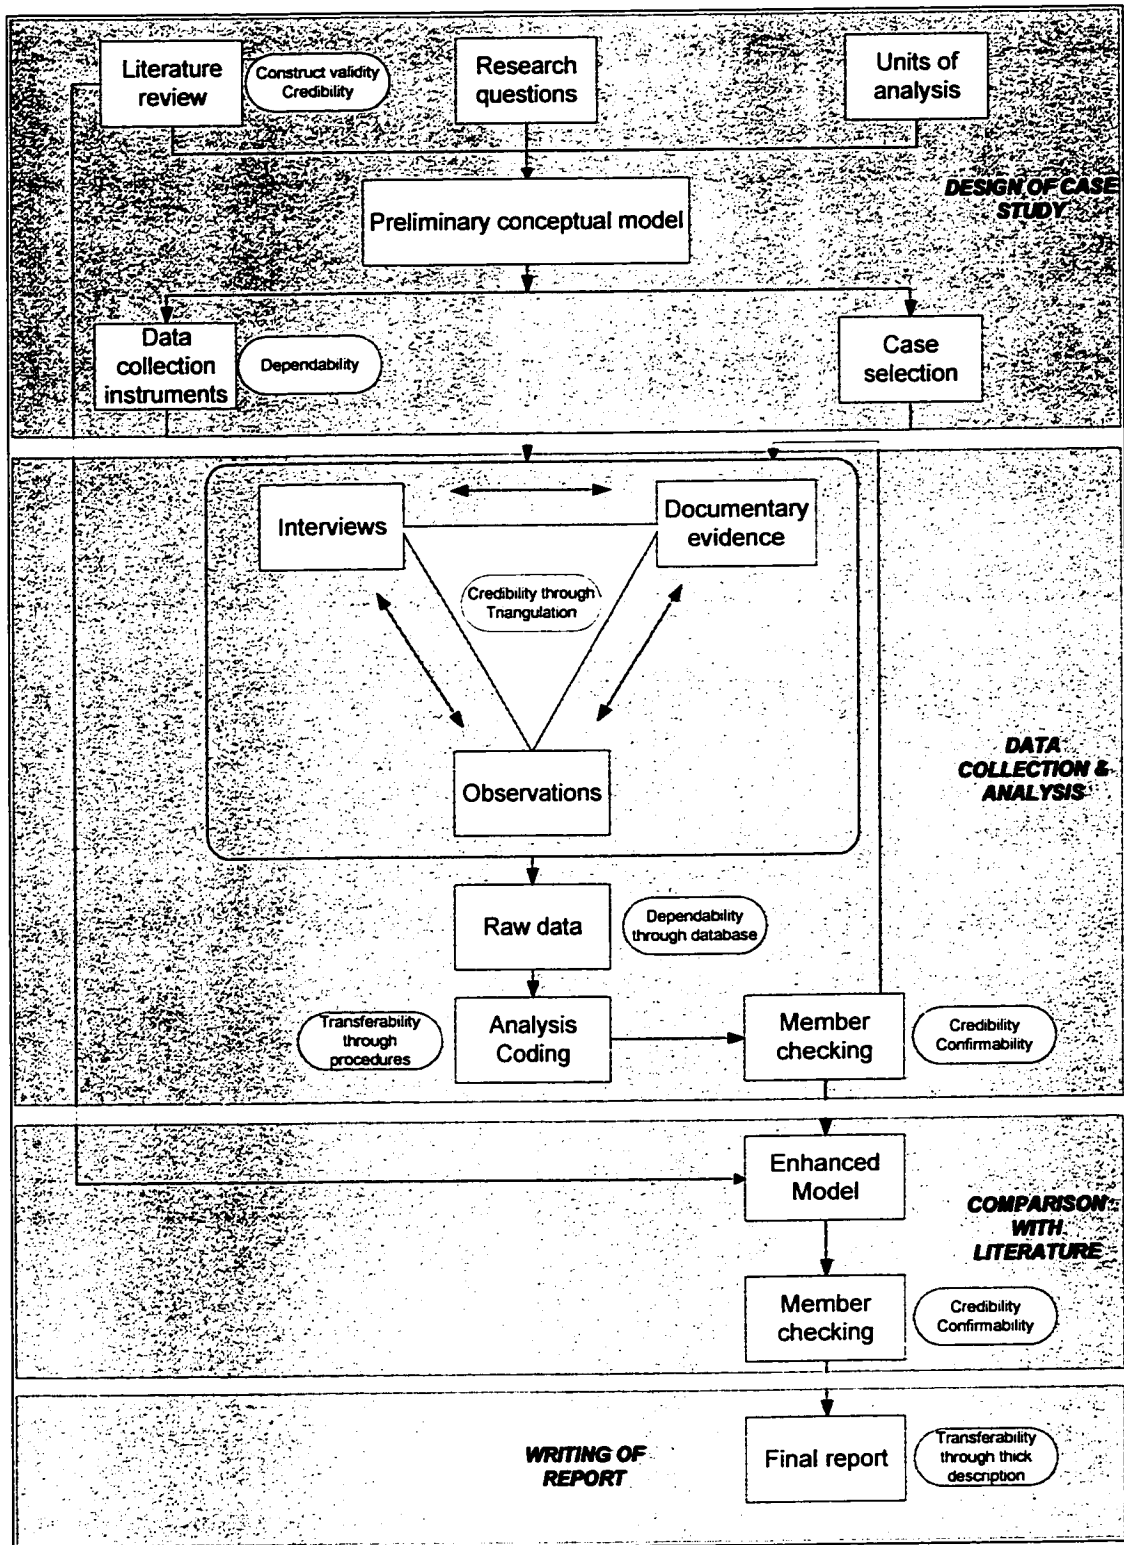 Literature
review
Construct validity
Credibility
Research
questions
Units of
analysis
DESIGN OF CASE
STUDY
Preliminary conceptual model
Data
collection
instruments
Dependability
Case
selection
Interviews
Documentary
evidence
Credibility through
Triangulation
Observations
DATA
COLLECTION &
ANALYSIS
Raw data
Dependability
through database
Transferability
through
procedures
Analysis
Coding
Member
checking
Credibility
Confirmability
Enhanced
Model
COMPARISON
WITH
LITERATURE
Member
checking
Credibility
Confirmability
WRITING OF
REPORT
Final report
Transferability
through thick
description